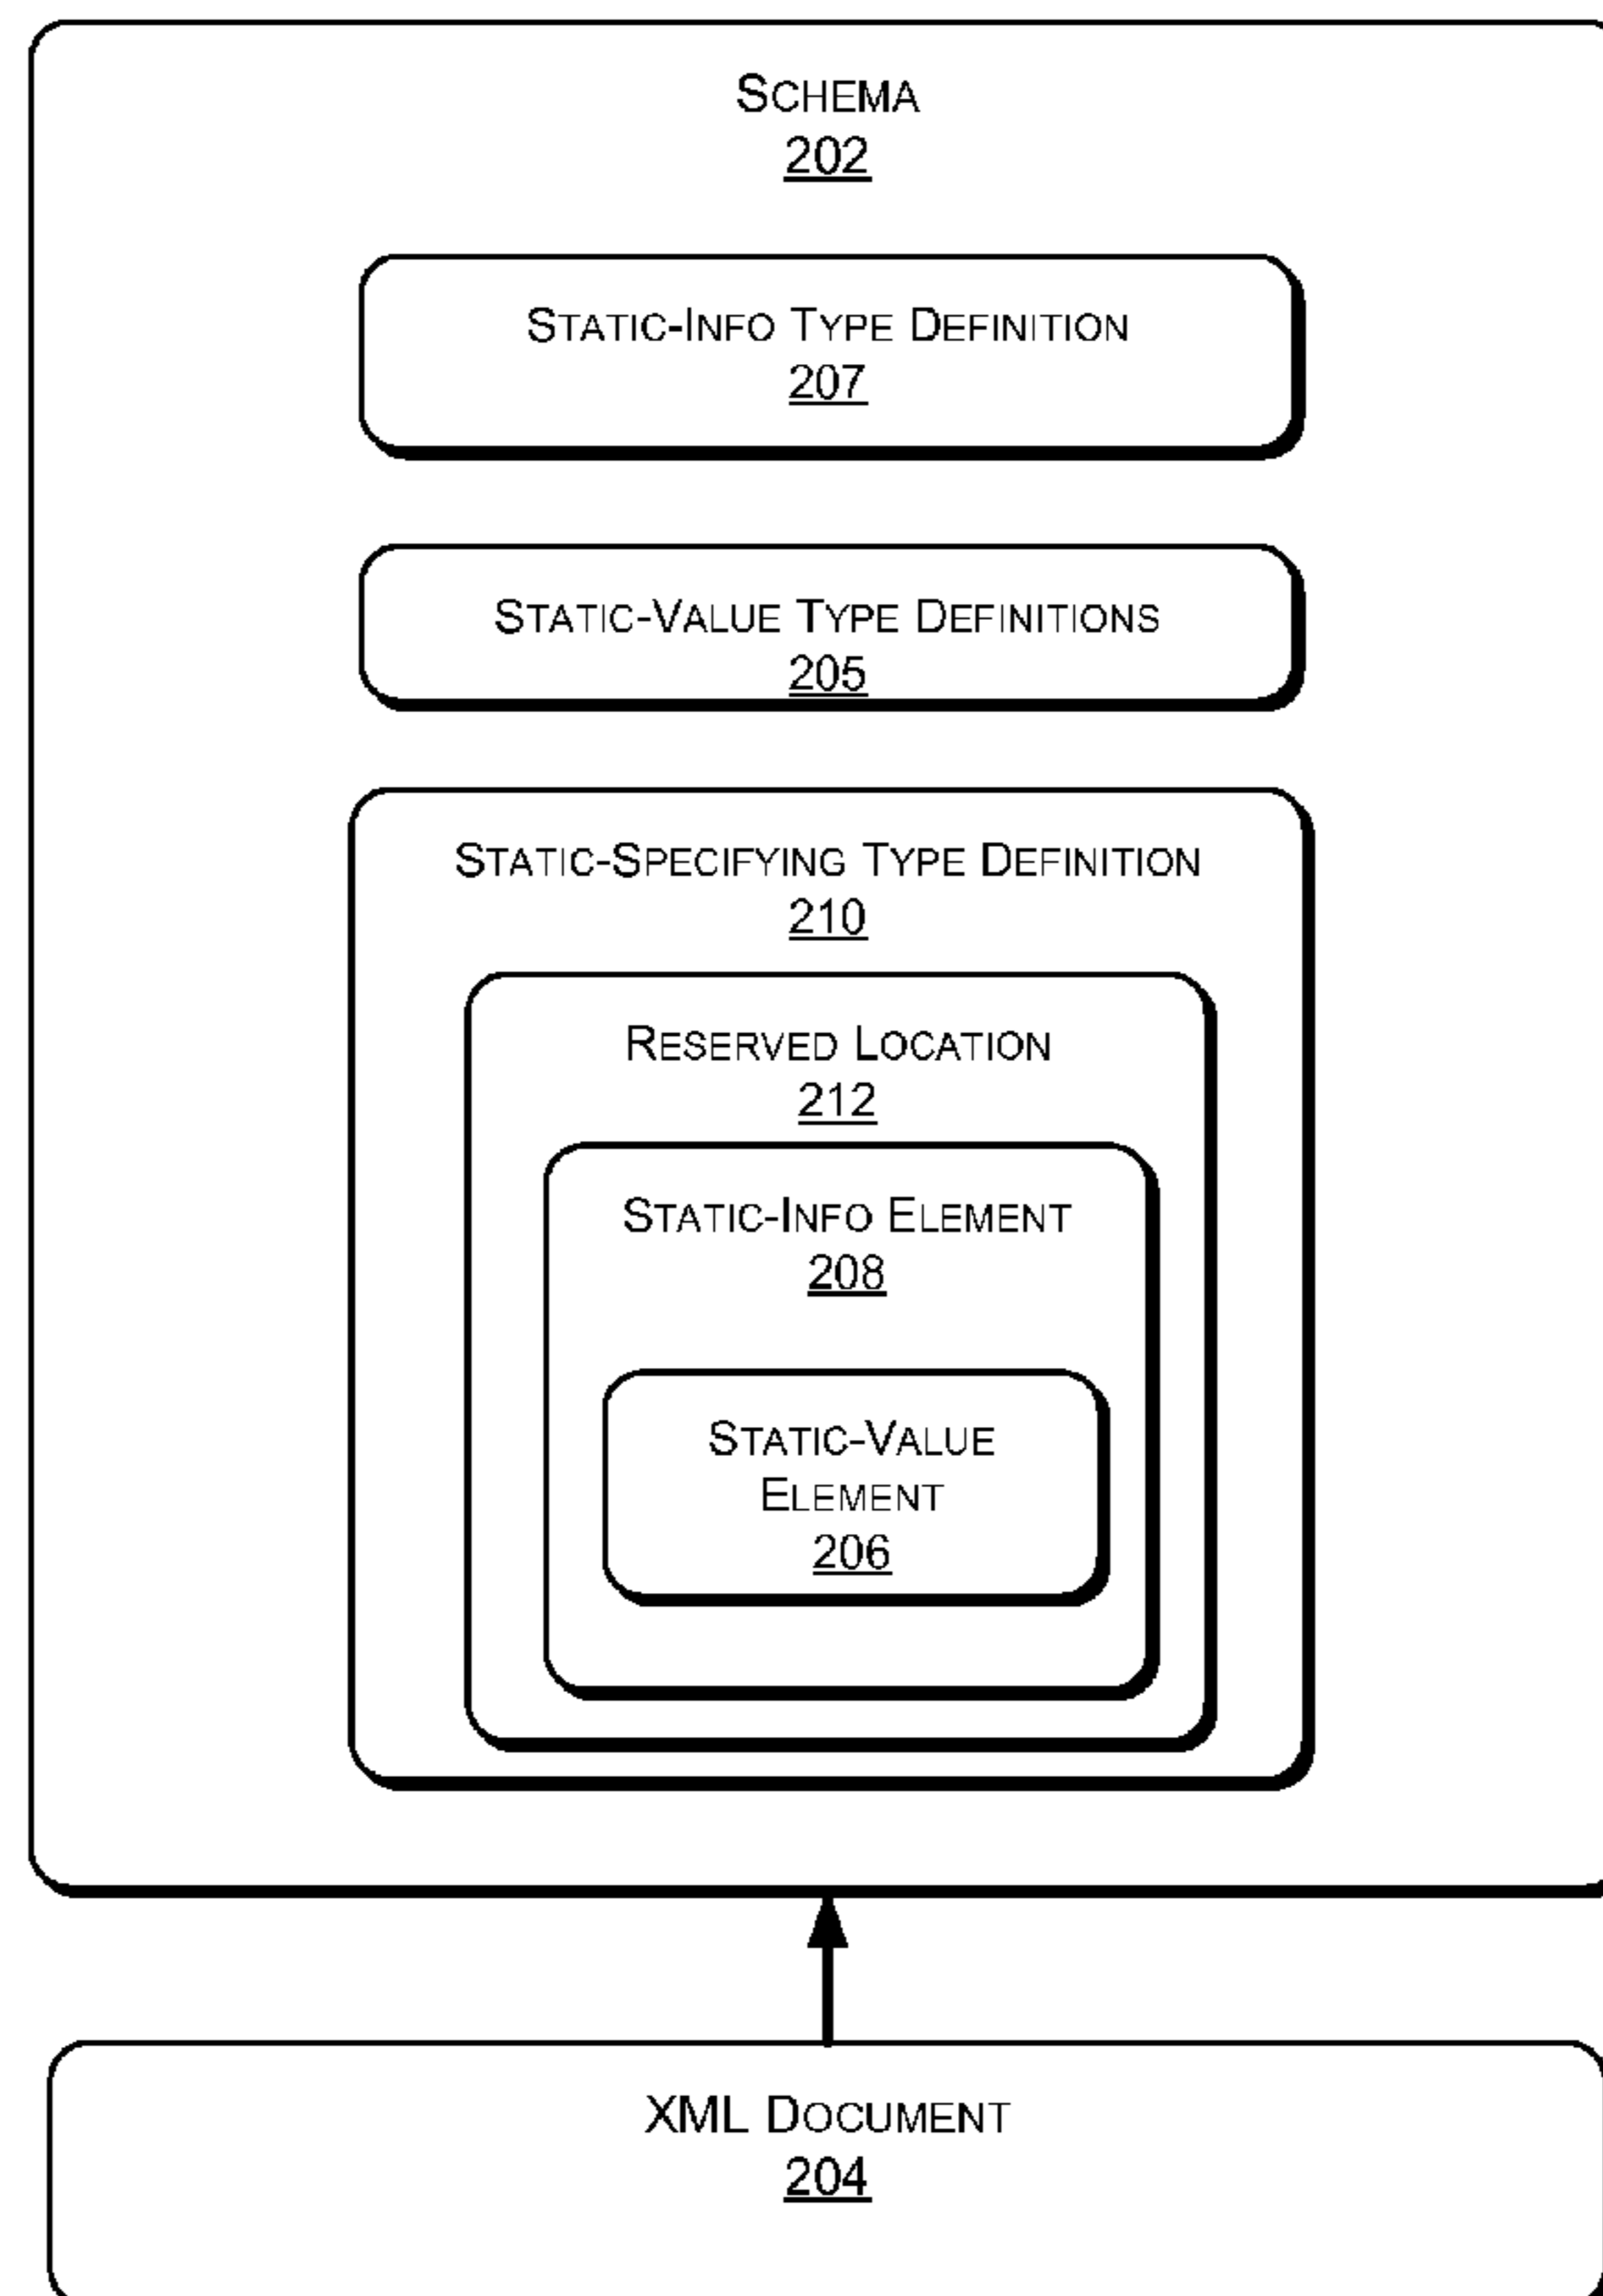 SCHEMA
202
STATIC-INFO TYPE DEFINITION
207
STATIC-VALUE TYPE DEFINITIONS
205
STATIC-SPECIFYING TYPE DEFINITION
210
RESERVED LOCATION
212
STATIC-INFO ELEMENT
208
STATIC-VALUE
ELEMENT
206
XML DOCUMENT
204